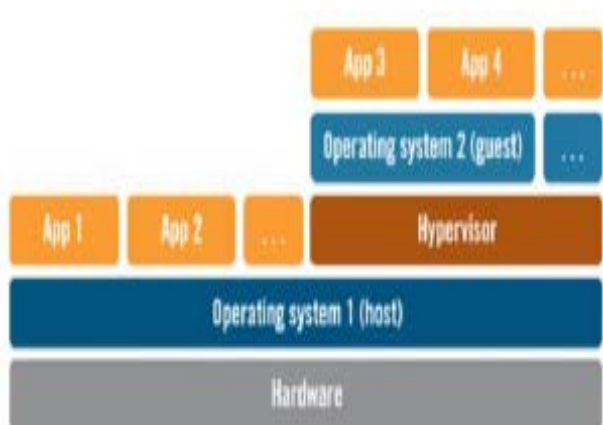 App 3 App 4 ...
Operating system 2 (guest) ...
App 1 App 2 ... Hypervisor
Operating system 1 (host)
Hardware